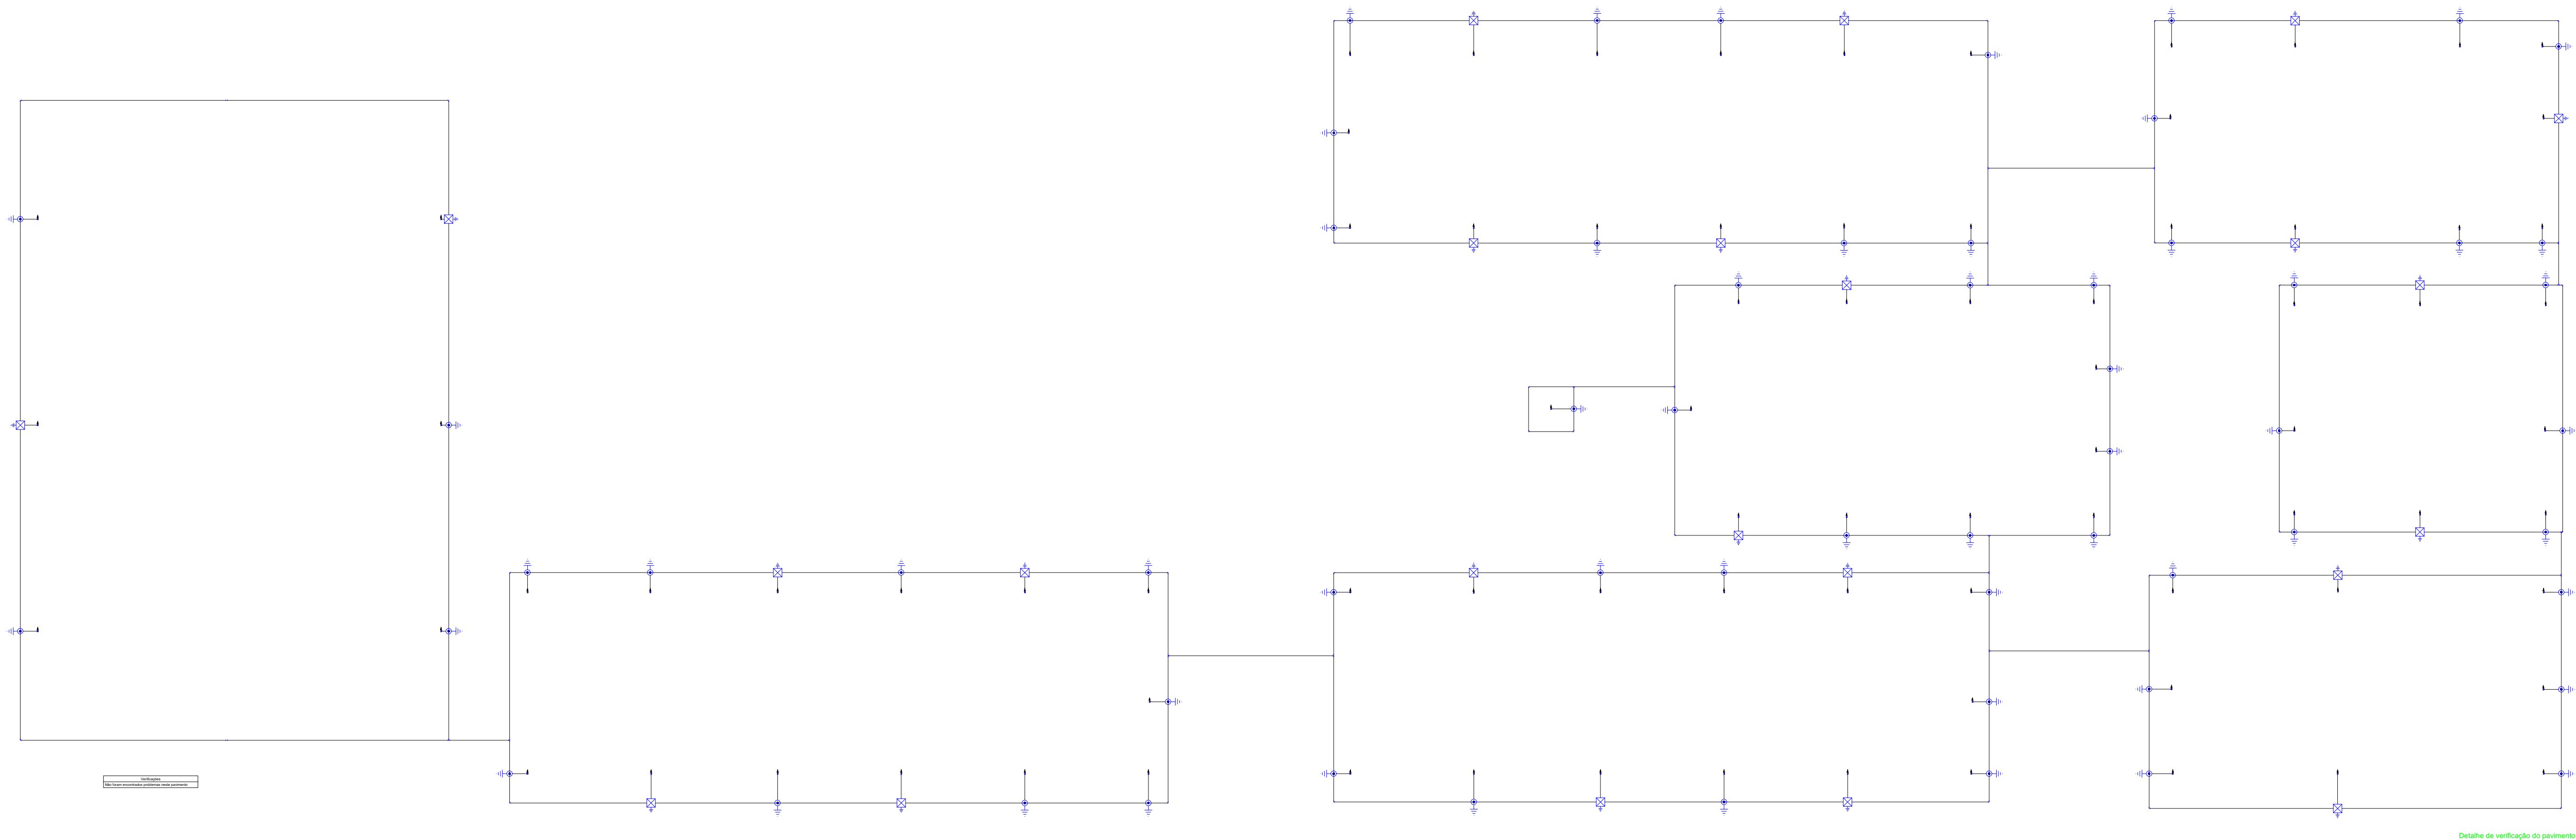 Verificações
Não foram encontrados problemas neste pavimento.
Detalhe de verificação do pavimento